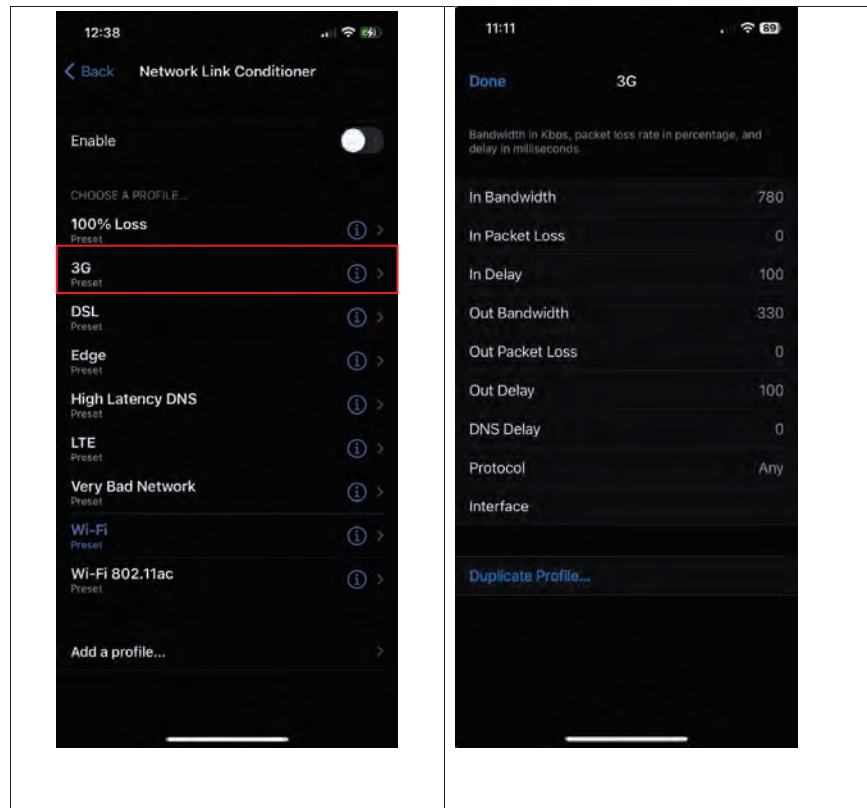 12:38
Back Network Link Conditioner
Enable
CHOOSE A PROFILE...
100% Loss
Preset
3G
Preset
DSL
Preset
Edge
Preset
High Latency DNS
Preset
LTE
Preset
Very Bad Network
Preset
Wi-Fi
Preset
Wi-Fi 802.11ac
Preset
Add a profile...
11:11 89
Done 3G
Bandwidth in Kbps, packet loss rate in percentage, and
delay in milliseconds
In Bandwidth 780
In Packet Loss 0
In Delay 100
Out Bandwidth 330
Out Packet Loss 0
Out Delay 100
DNS Delay 0
Protocol Any
Interface
Duplicate Profile...